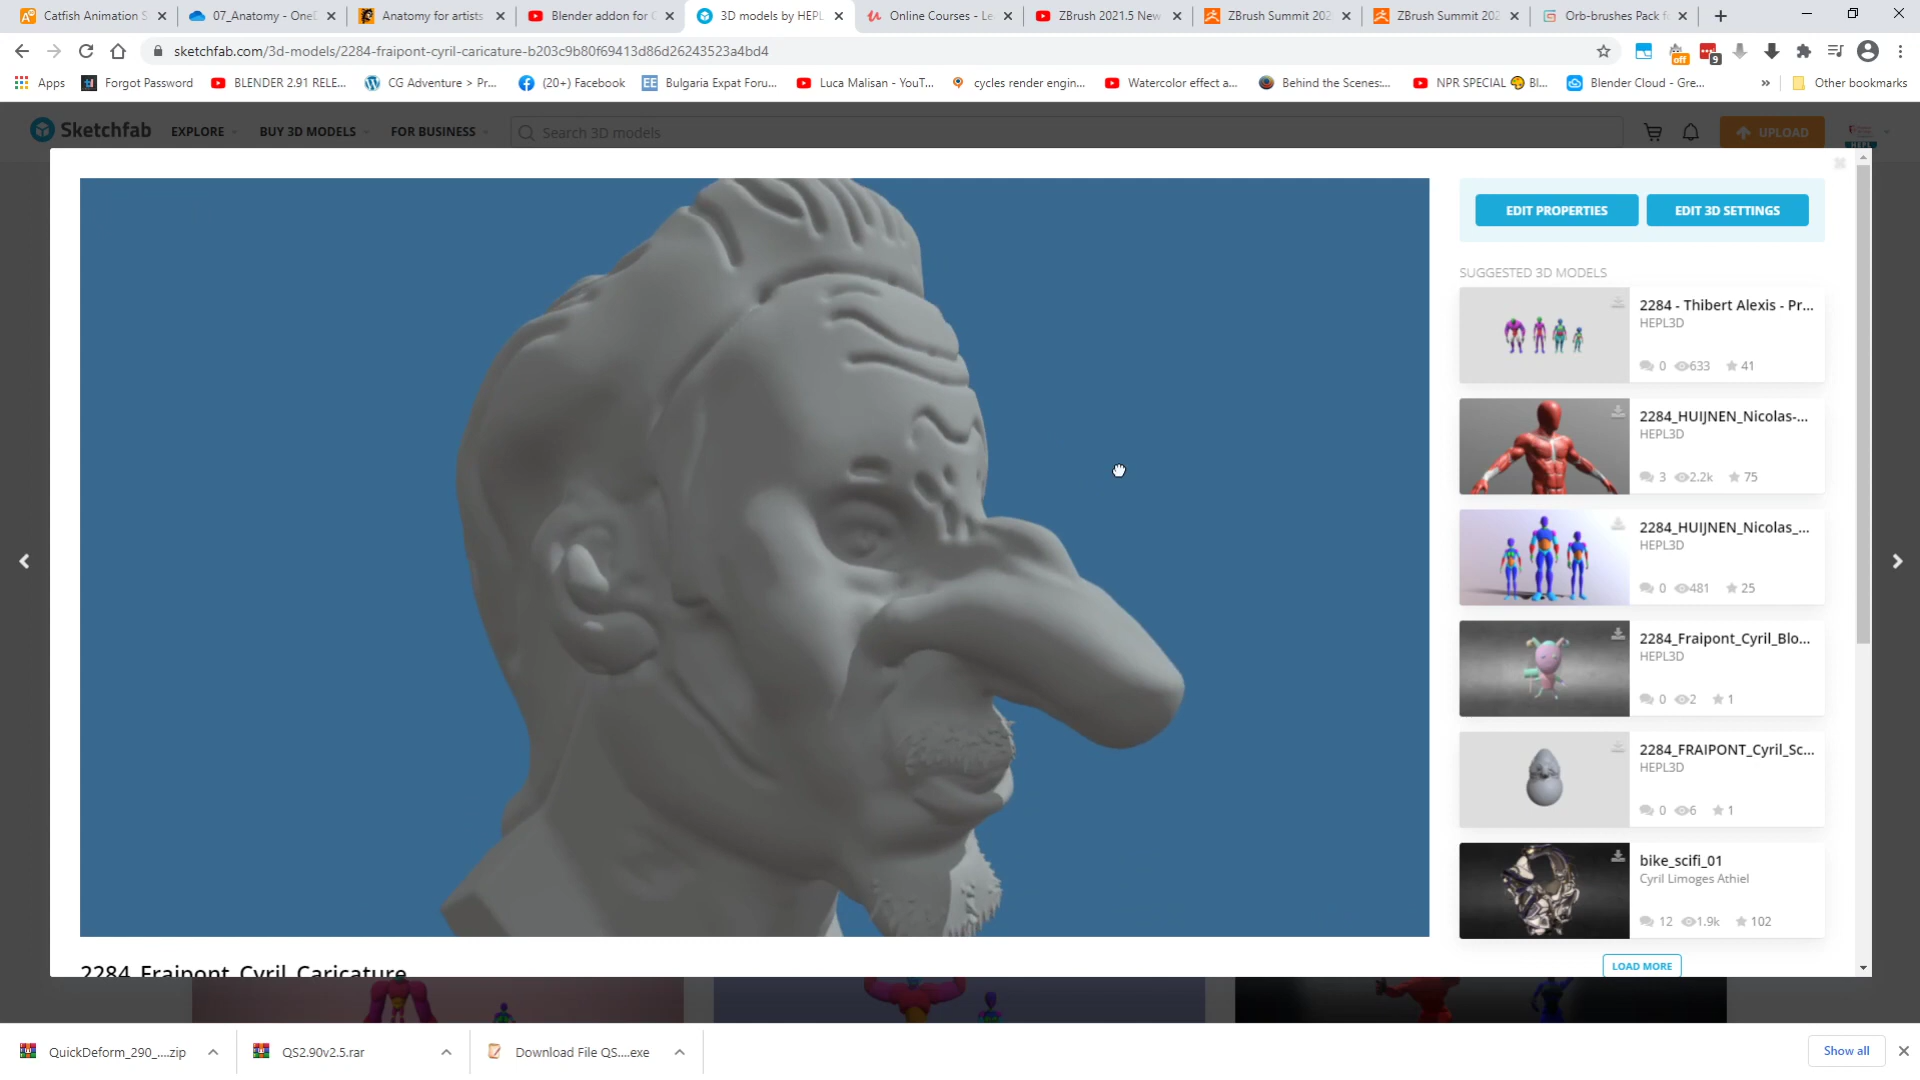 Catfish Animation S
07_Anatomy - OneD
Anatomy for artists
Blender addon for C
3D models by HEPL
Online Courses - Le
ZBrush 2021.5 New
ZBrush Summit 202
ZBrush Summit 202
Orb-brushes Pack f
sketchfab.com/3d-models/2284-fraipont-cyril-caricature-b203c9b80f69413d86d26243523a4bd4
off
9
Apps
Forgot Password
BLENDER 2.91 RELE...
CG Adventure > Pr...
(20+) Facebook
EE
Bulgaria Expat Foru...
Luca Malisan - YouT...
cycles render engin...
Watercolor effect a...
Behind the Scenes:...
NPR SPECIAL Bl...
Blender Cloud - Gre...
»
Other bookmarks
Sketchfab
EXPLORE
BUY 3D MODELS
FOR BUSINESS
Search 3D models
UPLOAD
HEPL
EDIT PROPERTIES
EDIT 3D SETTINGS
SUGGESTED 3D MODELS
2284 - Thibert Alexis - Pr...
HEPL3D
0 633 41
2284_HUIJNEN_Nicolas-...
HEPL3D
3 2.2k 75
2284_HUIJNEN_Nicolas_...
HEPL3D
0 481 25
2284_Fraipont_Cyril_Blo...
HEPL3D
0 2 1
2284_FRAIPONT_Cyril_Sc...
HEPL3D
0 6 1
bike_scifi_01
Cyril Limoges Athiel
12 1.9k 102
LOAD MORE
2284_Fraipont_Cyril_Caricature
QuickDeform_290_....zip
QS2.90v2.5.rar
Download File QS....exe
Show all